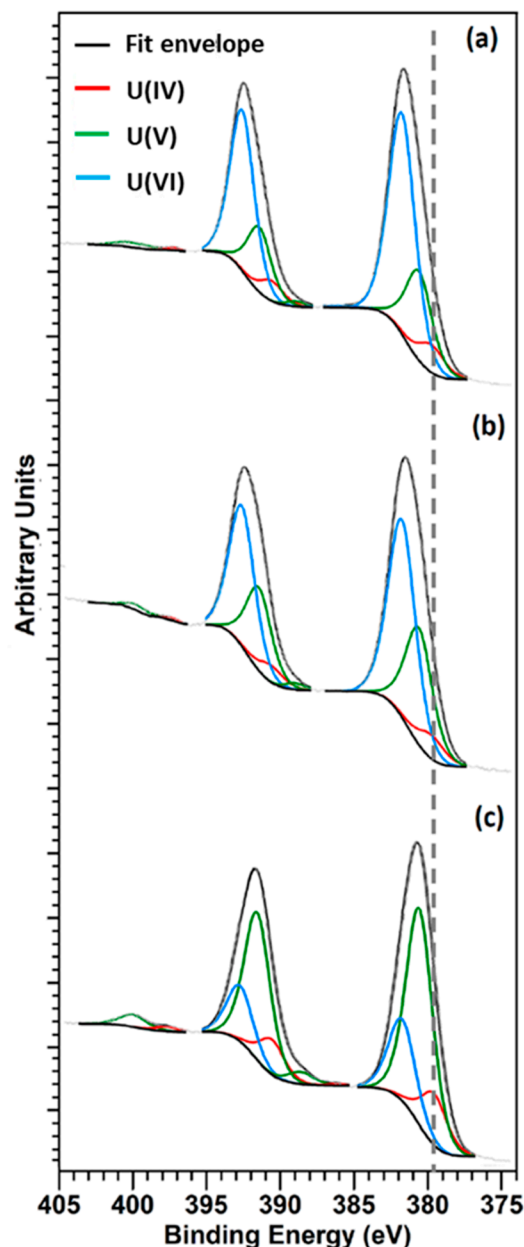 Fit envelope
(a)
U(IV)
U(V)
U(VI)
(b)
Arbitrary Units
(c)
405 400 395 390 385 380 375
Binding Energy (eV)